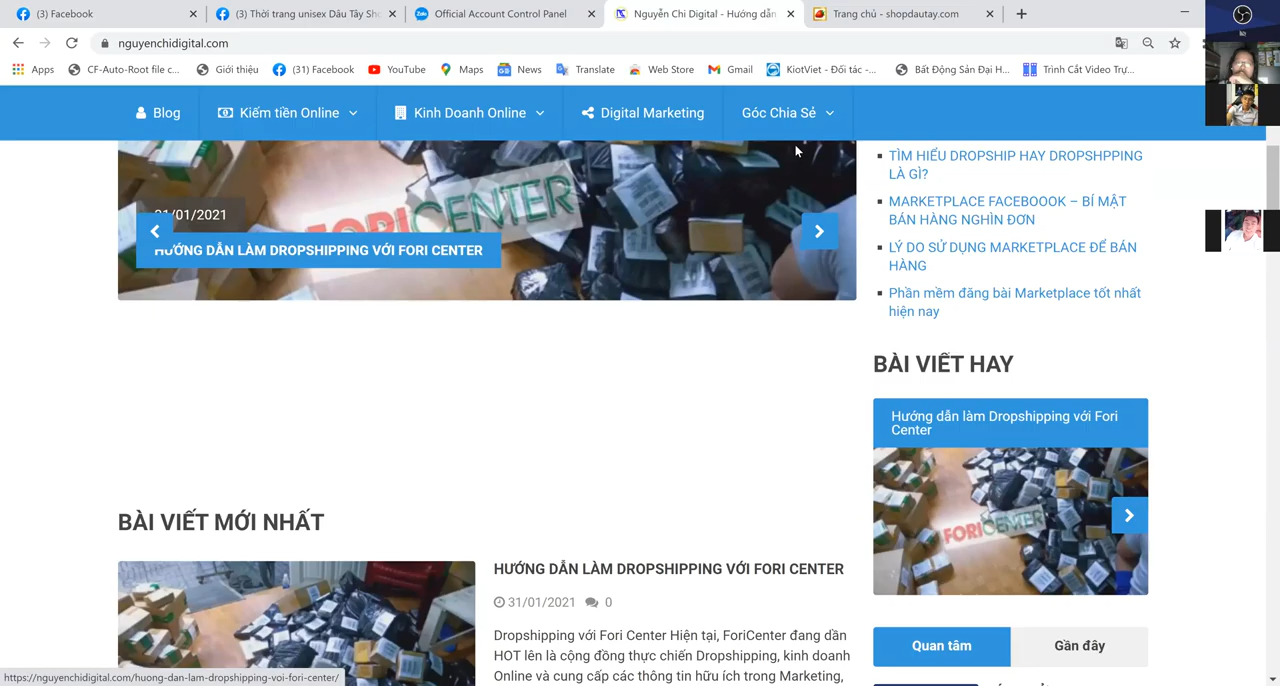 (3) Facebook
(3) Thời trang unisex Dâu Tây Sh
Official Account Control Panel
Nguyễn Chi Digital - Hướng dẫn
Trang chủ - shopdautay.com
nguyenchidigital.com
Apps
CF-Auto-Root file c...
Giới thiệu
(31) Facebook
YouTube
Maps
News
Translate
Web Store
Gmail
KiotViet - Đối tác -...
Bất Động Sản Đại H...
Trình Cắt Video Trự...
Blog
Kiếm tiền Online
Kinh Doanh Online
Digital Marketing
Góc Chia Sẻ
FORICENTER
31/01/2021
HƯỚNG DẪN LÀM DROPSHIPPING VỚI FORI CENTER
TÌM HIỂU DROPSHIP HAY DROPSHPPING
LÀ GÌ?
MARKETPLACE FACEBOOOK – BÍ MẬT
BÁN HÀNG NGHÌN ĐƠN
LÝ DO SỬ DỤNG MARKETPLACE ĐỂ BÁN
HÀNG
Phần mềm đăng bài Marketplace tốt nhất
hiện nay
BÀI VIẾT HAY
Hướng dẫn làm Dropshipping với Fori
Center
FORICENTER
Quan tâm
Gần đây
BÀI VIẾT MỚI NHẤT
HƯỚNG DẪN LÀM DROPSHIPPING VỚI FORI CENTER
31/01/2021 0
Dropshipping với Fori Center Hiện tại, ForiCenter đang dần
HOT lên là cộng đồng thực chiến Dropshipping, kinh doanh
Online và cung cấp các thông tin hữu ích trong Marketing,
https://nguyenchidigital.com/huong-dan-lam-dropshipping-voi-fori-center/